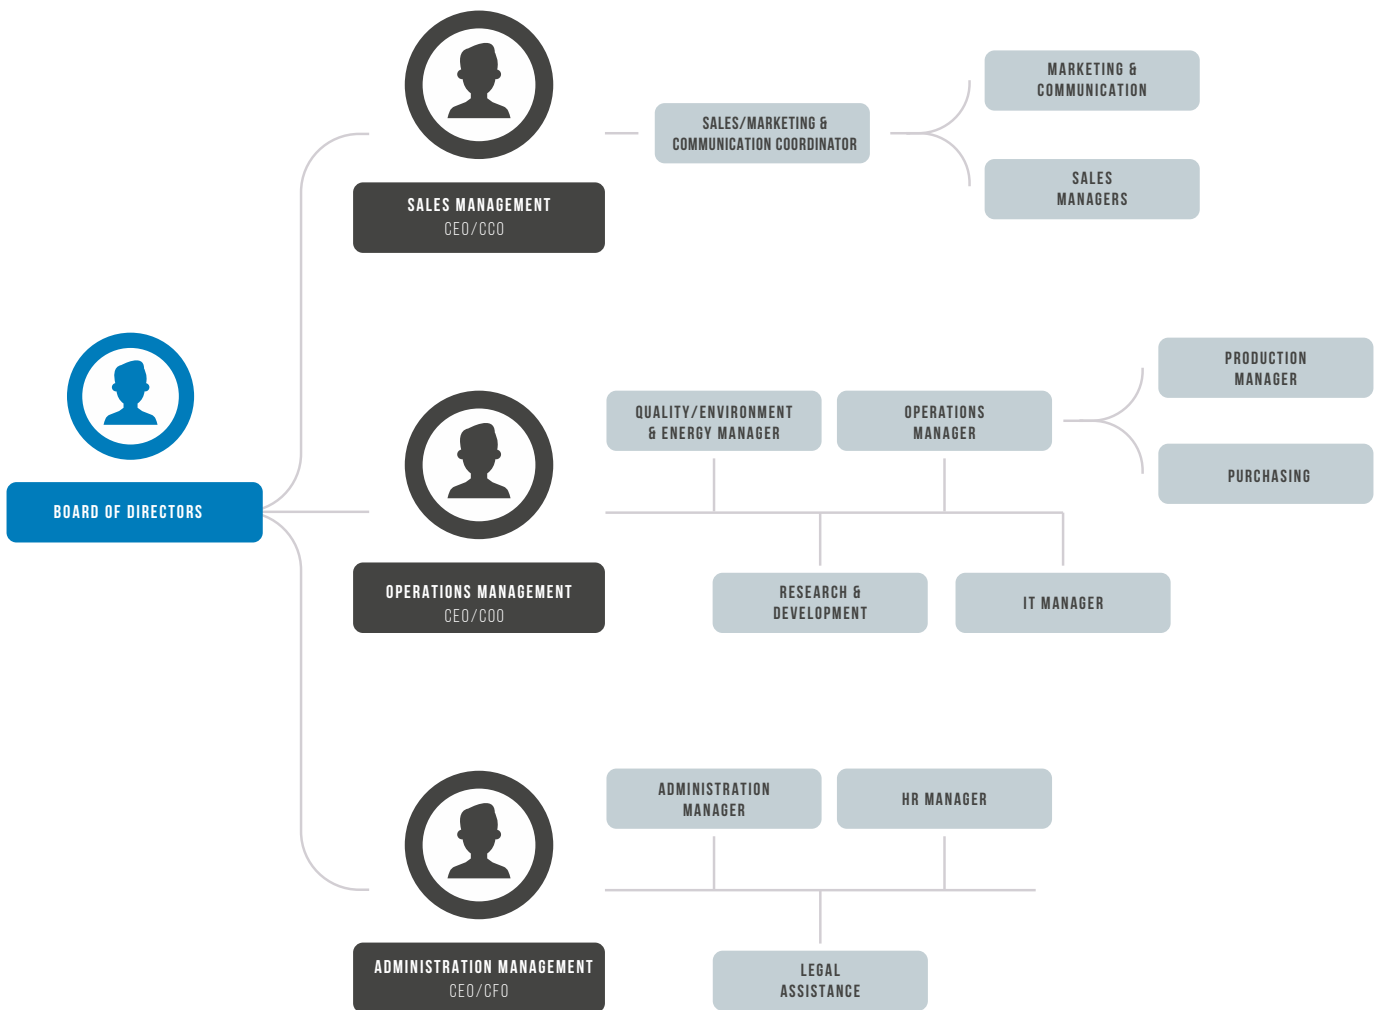 MARKETING &
COMMUNICATION
SALES/MARKETING &
COMMUNICATION COORDINATOR
SALES
MANAGERS
SALES MANAGEMENT
CEO/CCO
PRODUCTION
MANAGER
QUALITY/ENVIRONMENT
& ENERGY MANAGER
OPERATIONS
MANAGER
PURCHASING
BOARD OF DIRECTORS
OPERATIONS MANAGEMENT
CEO/COO
RESEARCH &
DEVELOPMENT
IT MANAGER
ADMINISTRATION
MANAGER
HR MANAGER
ADMINISTRATION MANAGEMENT
CEO/CFO
LEGAL
ASSISTANCE